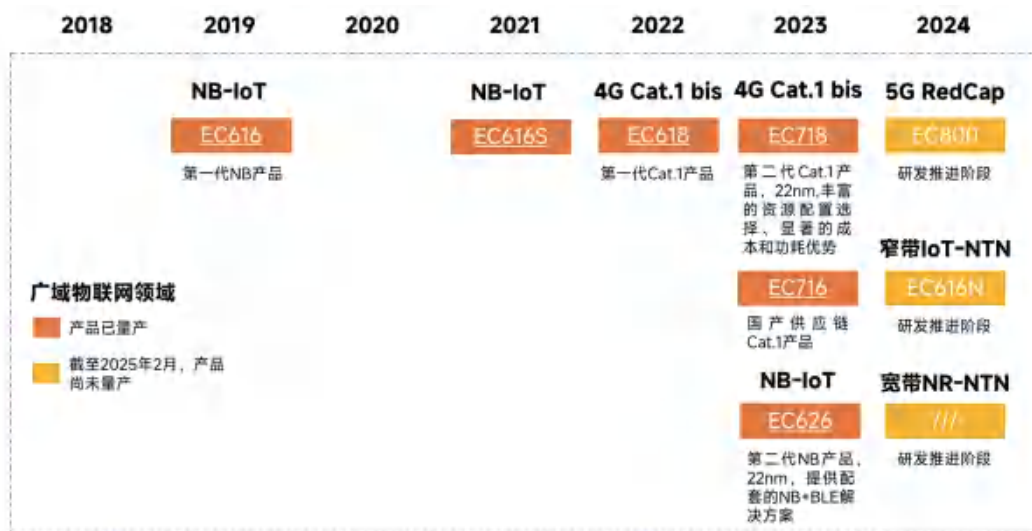 2018 2019 2020 2021 2022 2023 2024
NB-IoT NB-IoT 4G Cat.1 bis 4G Cat.1 bis 5G RedCap
EC616 EC616S EC618 EC718 EC800
第一代NB产品 第一代Cat.1产品 第二代Cat.1产 研发推进阶段
品，22nm,丰富
的资源配置选
择、显著的成
本和功耗优势
窄带IoT-NTN
EC716 EC616N
国产供应链 研发推进阶段
Cat.1产品
广域物联网领域
产品已量产
截至2025年2月，产品
尚未量产
NB-IoT 宽带NR-NTN
EC626 ///
第二代NB产品， 研发推进阶段
22nm，提供配
套的NB+BLE解
决方案